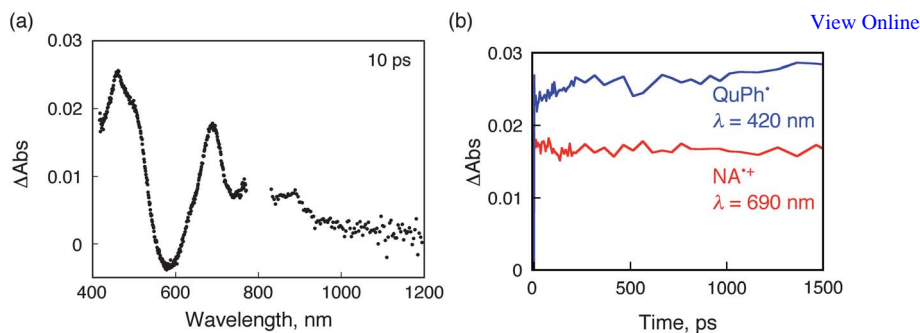 View Online
(a)
0.03
0.02
0.01
0
ΔAbs
10 ps
400 600 800 1000 1200
Wavelength, nm
(b)
0.03
0.02
0.01
0
ΔAbs
QuPh•
λ = 420 nm
NA•+
λ = 690 nm
0 500 1000 1500
Time, ps